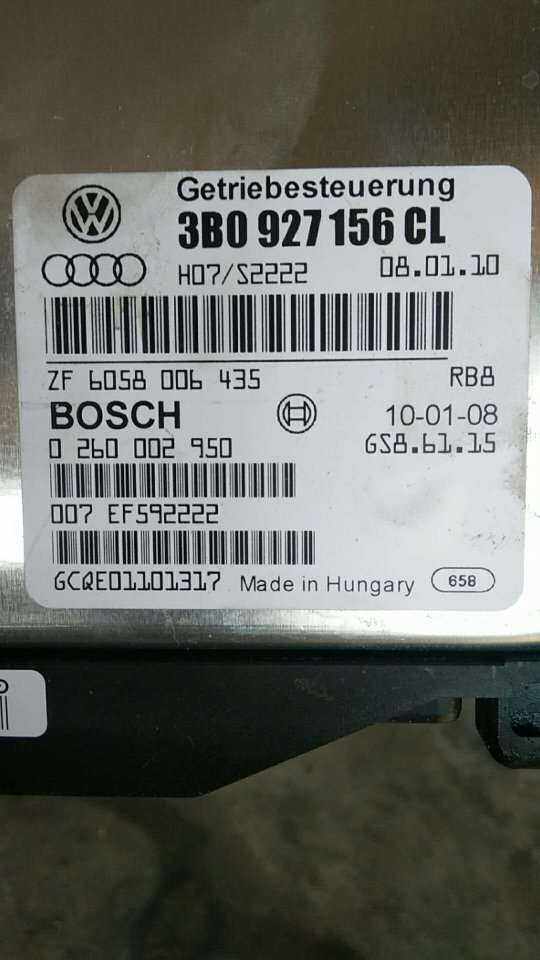 Getriebesteuerung
3B0 927 156 CL
H07/S2222 08.01.10
ZF 6058 006 435 RB8
BOSCH 10-01-08
0 260 002 950 GS8.61.15
007 EF592222
GCQE01101317 Made in Hungary 658